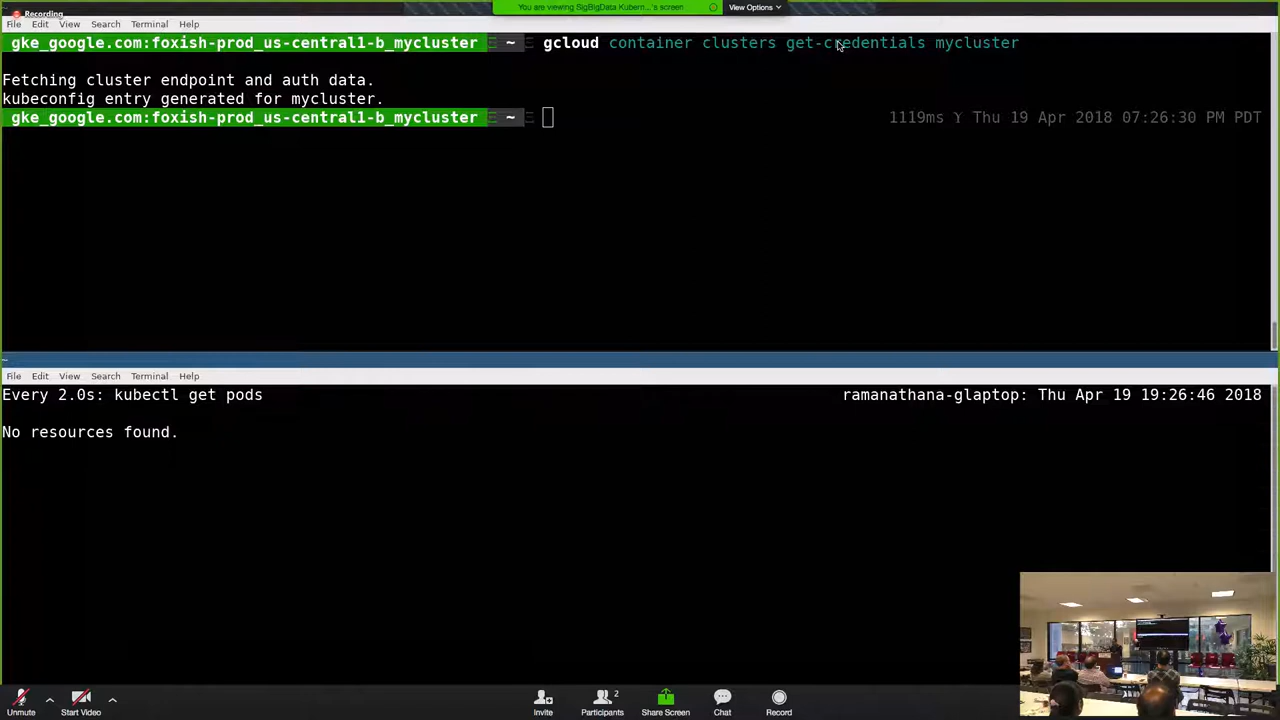 Recording
You are viewing SigBigData Kubern...'s screen
View Options
File Edit View Search Terminal Help
gke_google.com:foxish-prod_us-central1-b_mycluster ~ gcloud container clusters get-credentials mycluster
Fetching cluster endpoint and auth data.
kubeconfig entry generated for mycluster.
gke_google.com:foxish-prod_us-central1-b_mycluster ~ 1119ms Y Thu 19 Apr 2018 07:26:30 PM PDT
~
File Edit View Search Terminal Help
Every 2.0s: kubectl get pods ramanathana-glaptop: Thu Apr 19 19:26:46 2018
No resources found.
2
Unmute Start Video Invite Participants Share Screen Chat Record